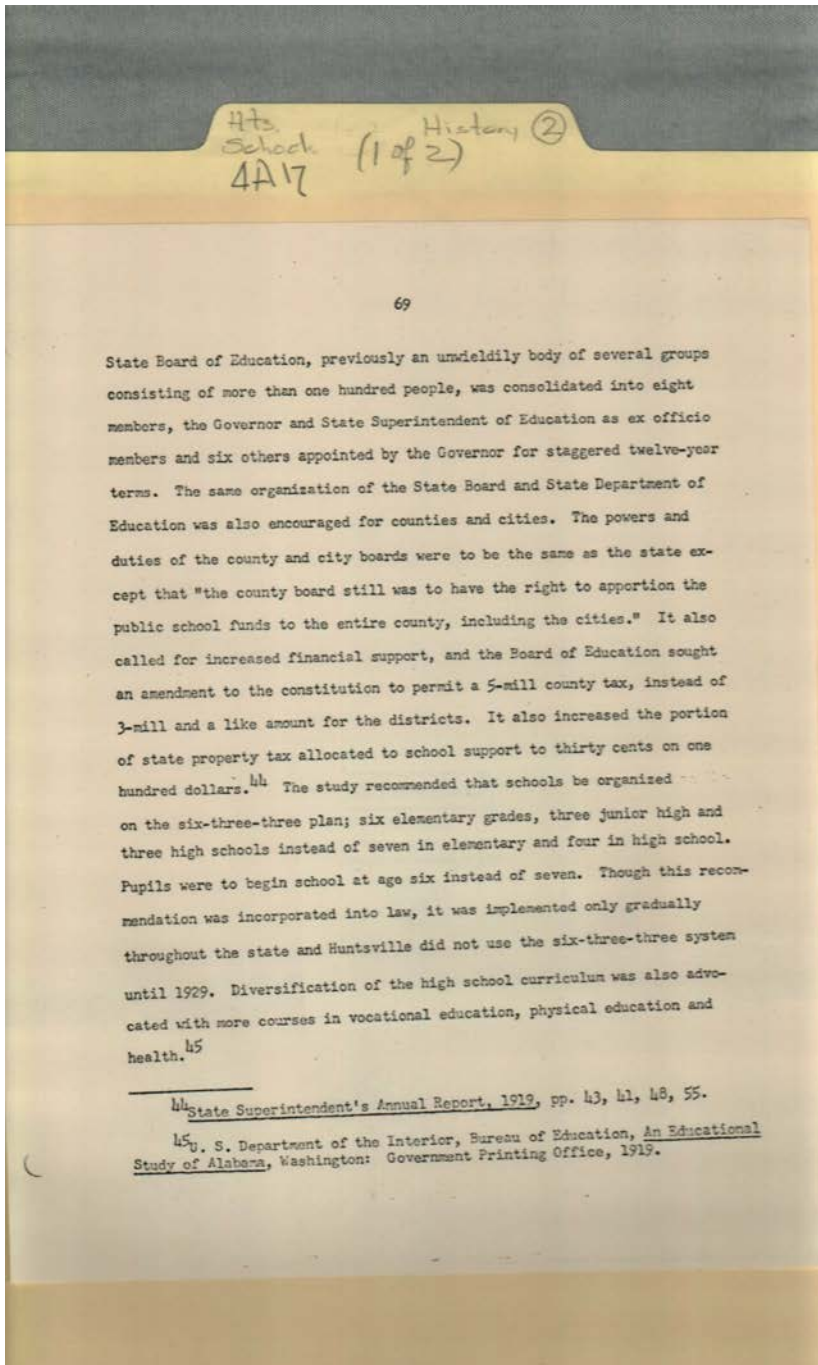 Hts. History ②
School (1 of 2)
4A17
69
State Board of Education, previously an unwieldily body of several groups
consisting of more than one hundred people, was consolidated into eight
members, the Governor and State Superintendent of Education as ex officio
members and six others appointed by the Governor for staggered twelve-year
terms. The same organization of the State Board and State Department of
Education was also encouraged for counties and cities. The powers and
duties of the county and city boards were to be the same as the state ex-
cept that "the county board still was to have the right to apportion the
public school funds to the entire county, including the cities." It also
called for increased financial support, and the Board of Education sought
an amendment to the constitution to permit a 5-mill county tax, instead of
3-mill and a like amount for the districts. It also increased the portion
of state property tax allocated to school support to thirty cents on one
hundred dollars.44 The study recommended that schools be organized
on the six-three-three plan; six elementary grades, three junior high and
three high schools instead of seven in elementary and four in high school.
Pupils were to begin school at age six instead of seven. Though this recom-
mendation was incorporated into law, it was implemented only gradually
throughout the state and Huntsville did not use the six-three-three system
until 1929. Diversification of the high school curriculum was also advo-
cated with more courses in vocational education, physical education and
health.45
44State Superintendent's Annual Report, 1919, pp. 43, 41, 48, 55.
45U. S. Department of the Interior, Bureau of Education, An Educational
Study of Alabama, Washington: Government Printing Office, 1919.